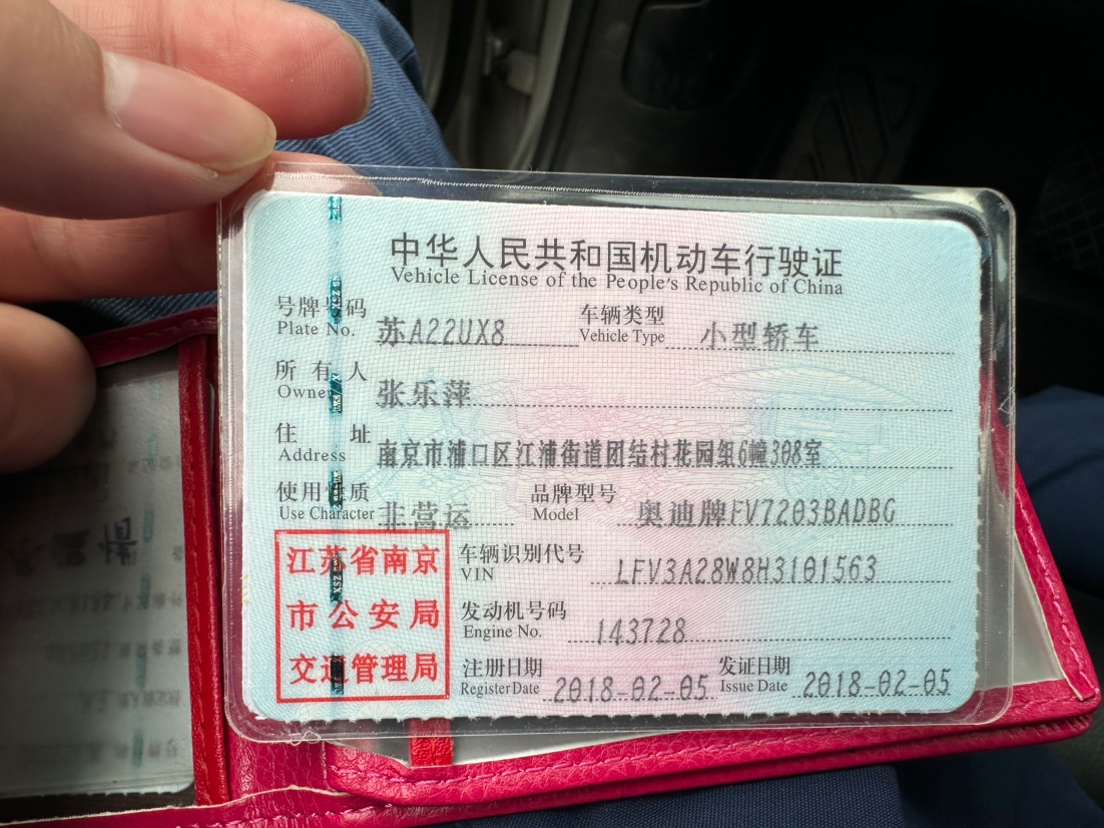 中华人民共和国机动车行驶证
Vehicle License of the People's Republic of China
号牌号码 苏A22UX8 车辆类型 小型轿车
Plate No. Vehicle Type
所有人 张乐萍
Owner
住址 南京市浦口区江浦街道团结村花园组6幢308室
Address
使用性质 非营运 品牌型号 奥迪牌FV7203BADBG
Use Character Model
江苏省南京
市公安局
交通管理局
车辆识别代号 LFV3A28W8H3101563
VIN
发动机号码 143728
Engine No.
注册日期 2018-02-05 发证日期 2018-02-05
Register Date Issue Date